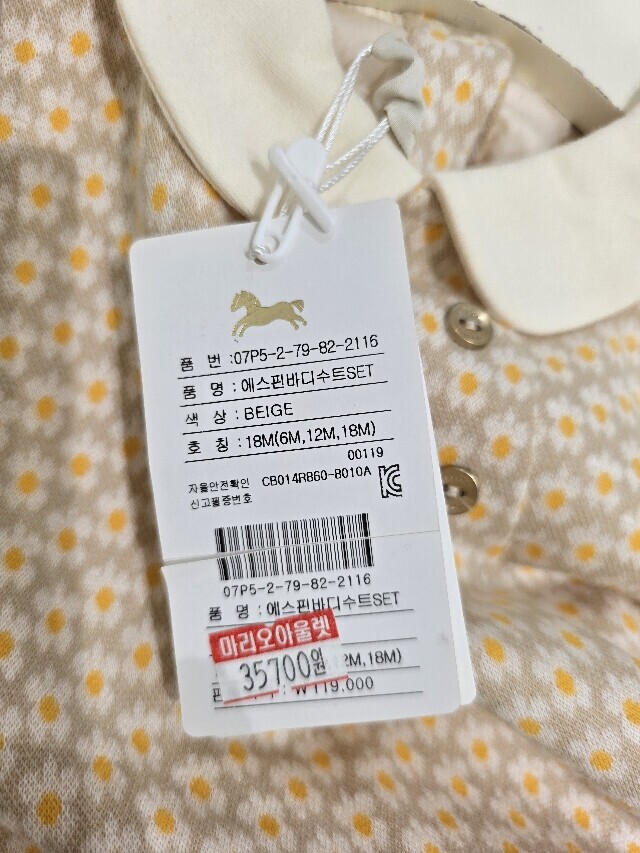 품 번 : 07P5-2-79-82-2116
품 명 : 에스핀바디수트SET
색 상 : BEIGE
호 칭 : 18M(6M,12M,18M)
00119
자율안전확인 CB014RB60-B010A
신고필증번호
07P5-2-79-82-2116
품 명 : 에스핀바디수트SET
마리오아울렛
35700원
2M,18M)
판 : ₩119,000